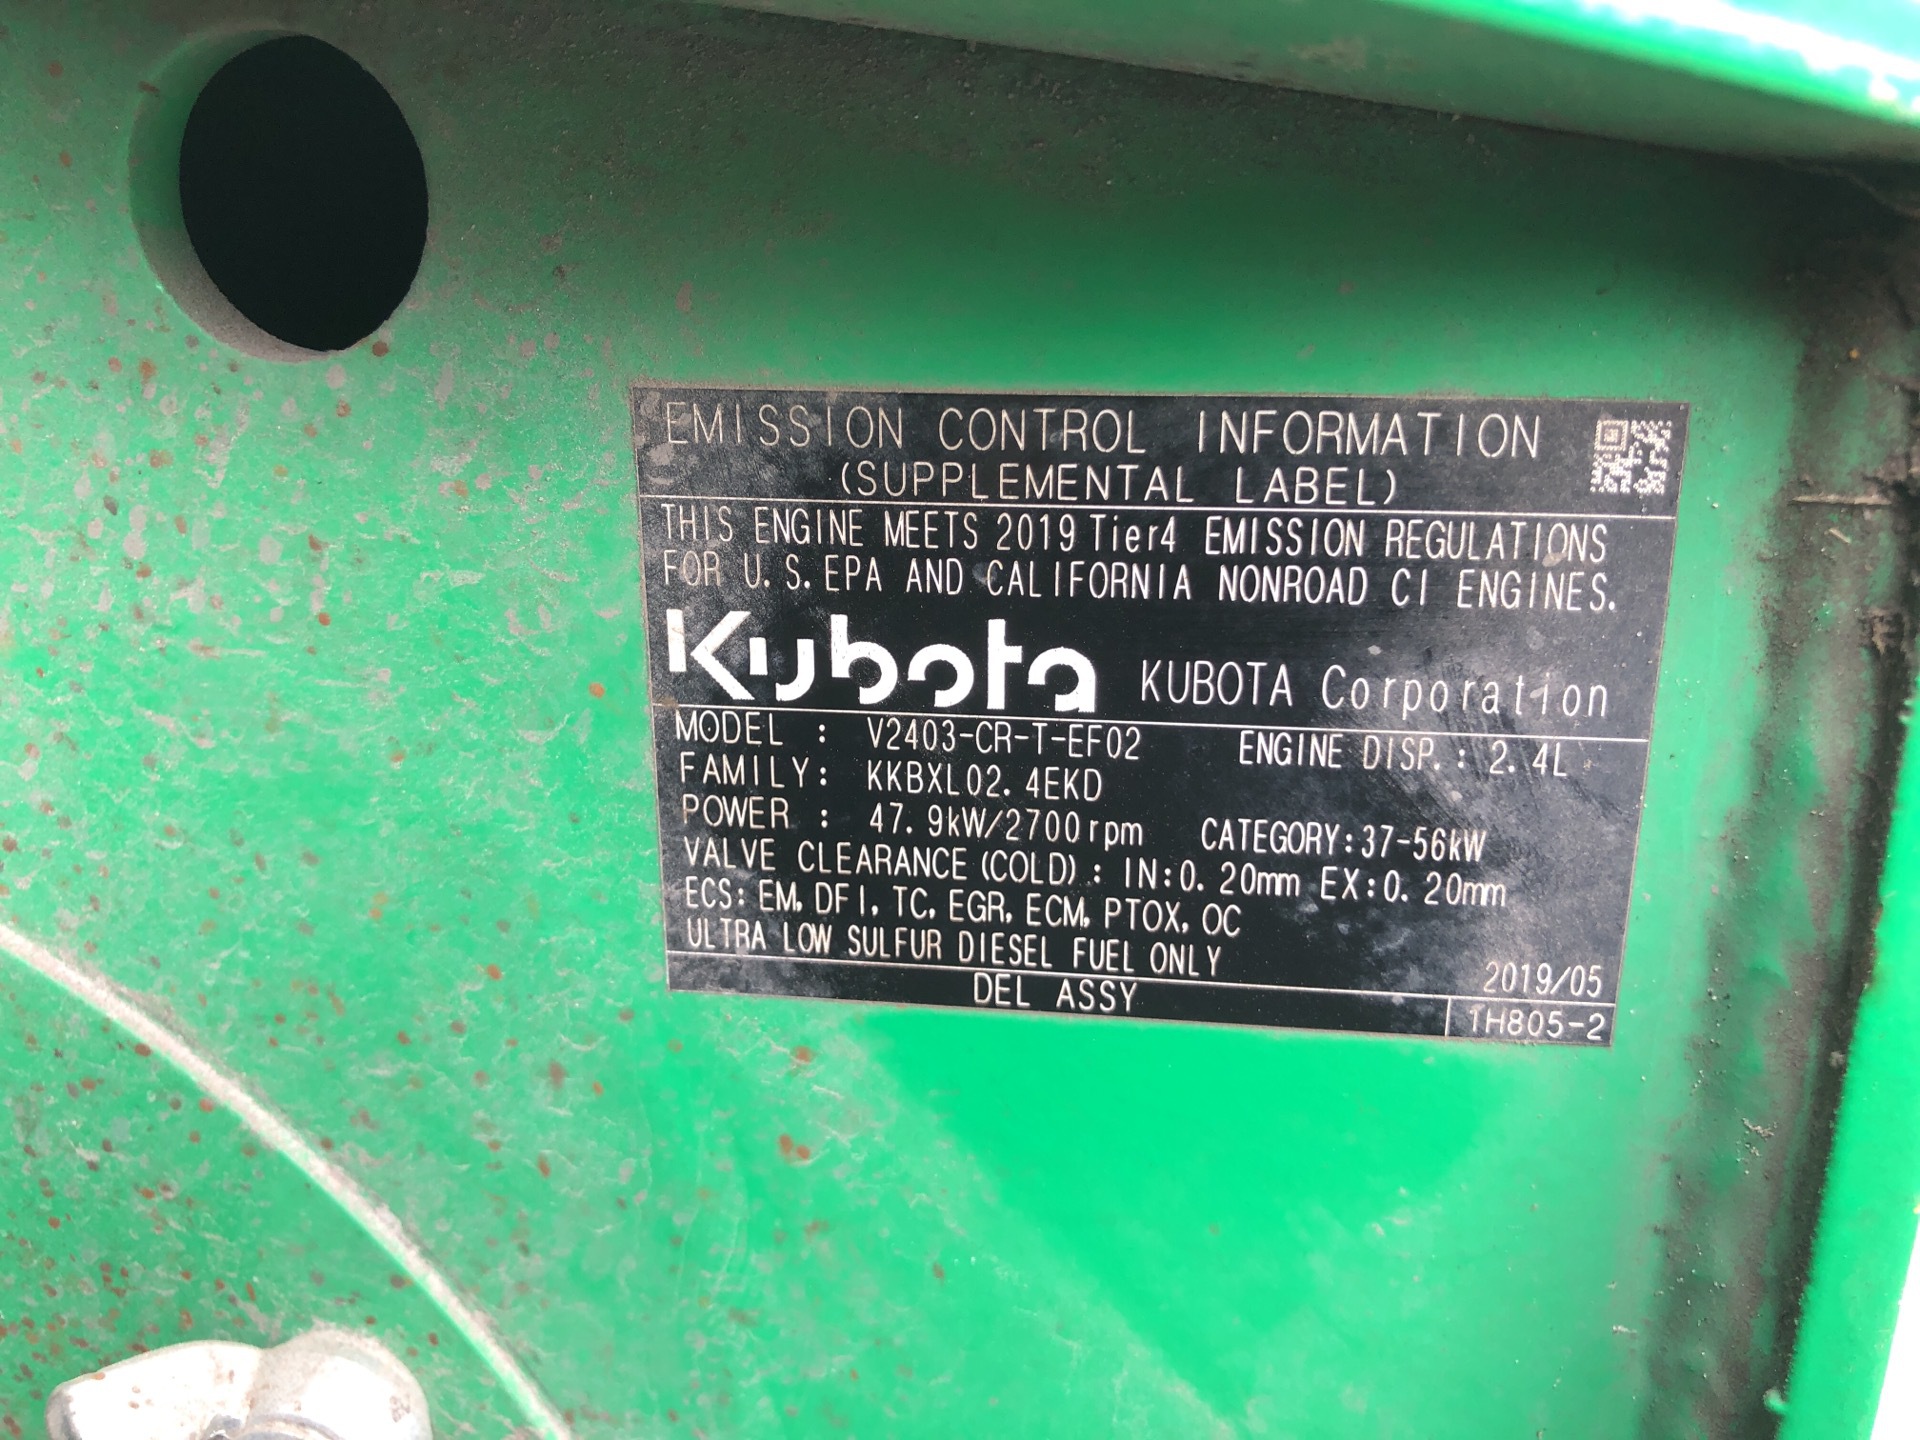 EMISSION CONTROL INFORMATION
(SUPPLEMENTAL LABEL)
THIS ENGINE MEETS 2019 Tier4 EMISSION REGULATIONS
FOR U.S.EPA AND CALIFORNIA NONROAD CI ENGINES.
Kubota KUBOTA Corporation
MODEL : V2403-CR-T-EF02 ENGINE DISP.: 2.4L
FAMILY: KKBXL02.4EKD
POWER : 47.9kW/2700rpm CATEGORY:37-56kW
VALVE CLEARANCE(COLD): IN:0.20mm EX:0.20mm
ECS: EM, DFI, TC, EGR, ECM, PTOX, OC
ULTRA LOW SULFUR DIESEL FUEL ONLY
2019/05
DEL ASSY
1H805-2